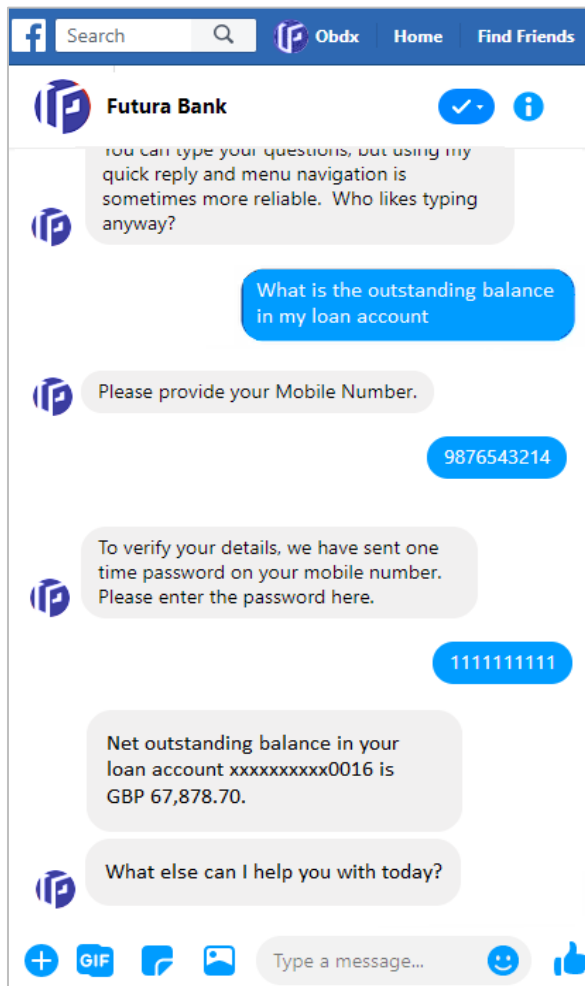 f Search Obdx Home Find Friends
Futura Bank
You can type your questions, but using my
quick reply and menu navigation is
sometimes more reliable.  Who likes typing
anyway?
What is the outstanding balance
in my loan account
Please provide your Mobile Number.
9876543214
To verify your details, we have sent one
time password on your mobile number.
Please enter the password here.
1111111111
Net outstanding balance in your
loan account xxxxxxxxxx0016 is
GBP 67,878.70.
What else can I help you with today?
GIF Type a message...